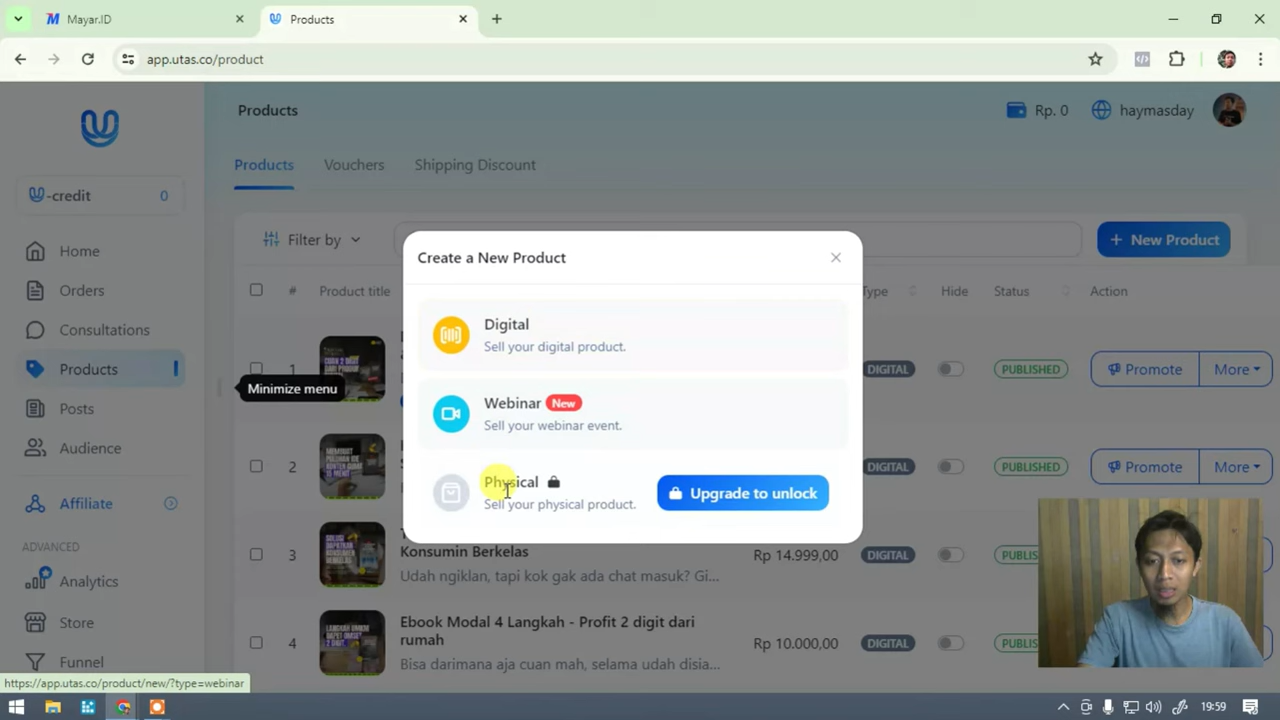 Mayar.ID
Products
app.utas.co/product
Products
Rp. 0
haymasday
Products
Vouchers
Shipping Discount
U-credit
0
Home
Orders
Consultations
Products
Posts
Audience
Affiliate
ADVANCED
Analytics
Store
Funnel
Minimize menu
Filter by
New Product
#
Product title
Type
Hide
Status
Action
1
DIGITAL
PUBLISHED
Promote
More
2
DIGITAL
PUBLISHED
Promote
More
3
Konsumin Berkelas
Udah ngiklan, tapi kok gak ada chat masuk? Gi...
Rp 14.999,00
DIGITAL
PUBLIS
4
Ebook Modal 4 Langkah - Profit 2 digit dari
rumah
Bisa darimana aja cuan mah, selama udah disia...
Rp 10.000,00
DIGITAL
Create a New Product
Digital
Sell your digital product.
Webinar New
Sell your webinar event.
Physical
Sell your physical product.
Upgrade to unlock
https://app.utas.co/product/new/?type=webinar
19:59